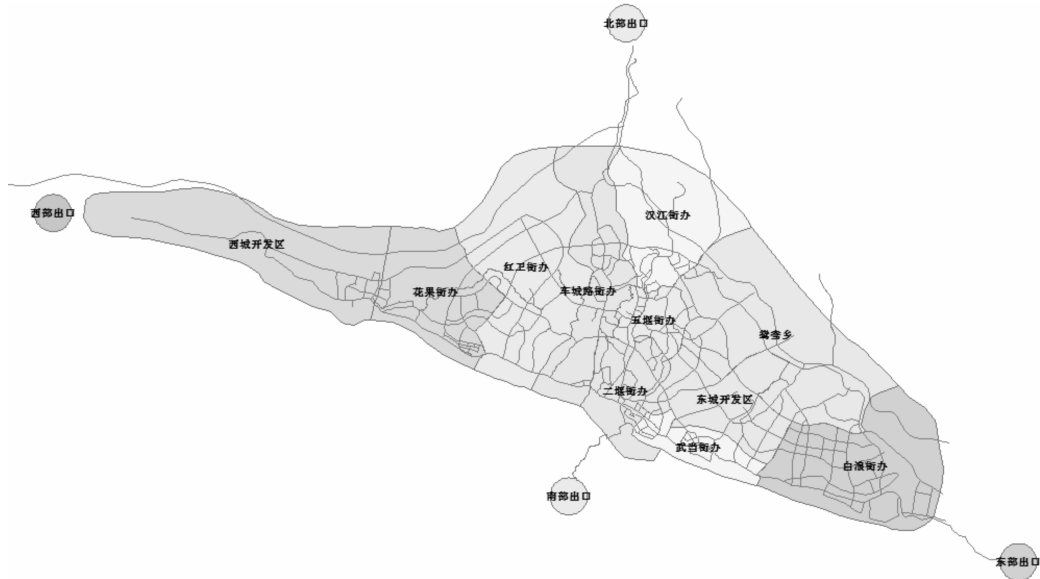 北部出口
西部出口
汉江街办
西城开发区
红卫街办
花果街办
车城路街办
五堰街办
鸳鸯乡
二堰街办
东城开发区
武当街办
白浪街办
南部出口
东部出口